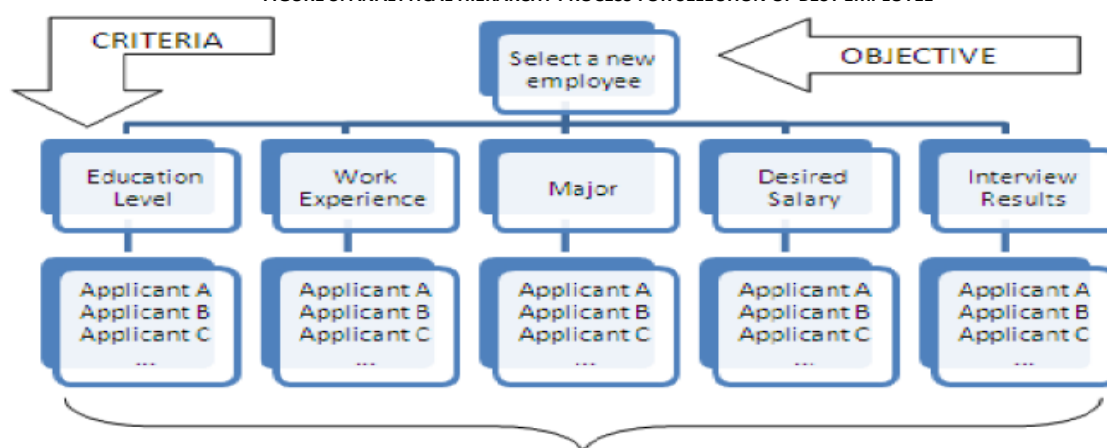 CRITERIA
OBJECTIVE
Select a new
employee
Education
Level
Work
Experience
Major
Desired
Salary
Interview
Results
Applicant A
Applicant B
Applicant C
...
Applicant A
Applicant B
Applicant C
...
Applicant A
Applicant B
Applicant C
...
Applicant A
Applicant B
Applicant C
...
Applicant A
Applicant B
Applicant C
...